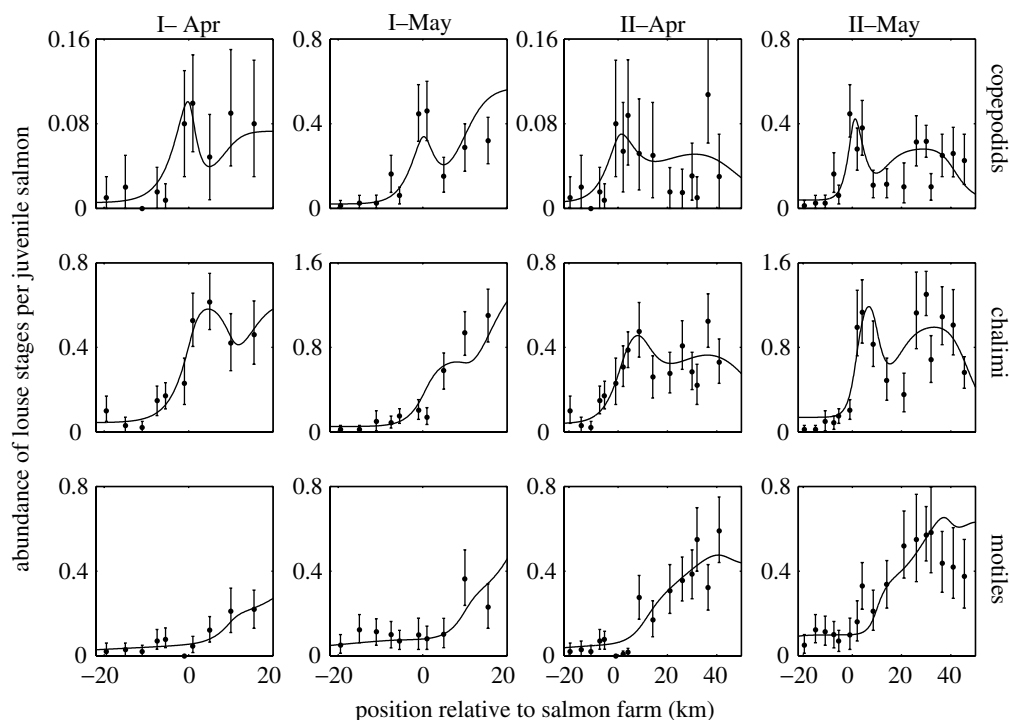 I– Apr I–May II–Apr II–May
0.16 0.8 0.16 0.8
0.08 0.4 0.08 0.4
0 0 0 0
copepodids
0.8 1.6 0.8 1.6
0.4 0.8 0.4 0.8
0 0 0 0
chalimi
0.8 0.8 0.8 0.8
0.4 0.4 0.4 0.4
0 0 0 0
motiles
−20 0 20 −20 0 20 −20 0 20 40 −20 0 20 40
abundance of louse stages per juvenile salmon
position relative to salmon farm (km)